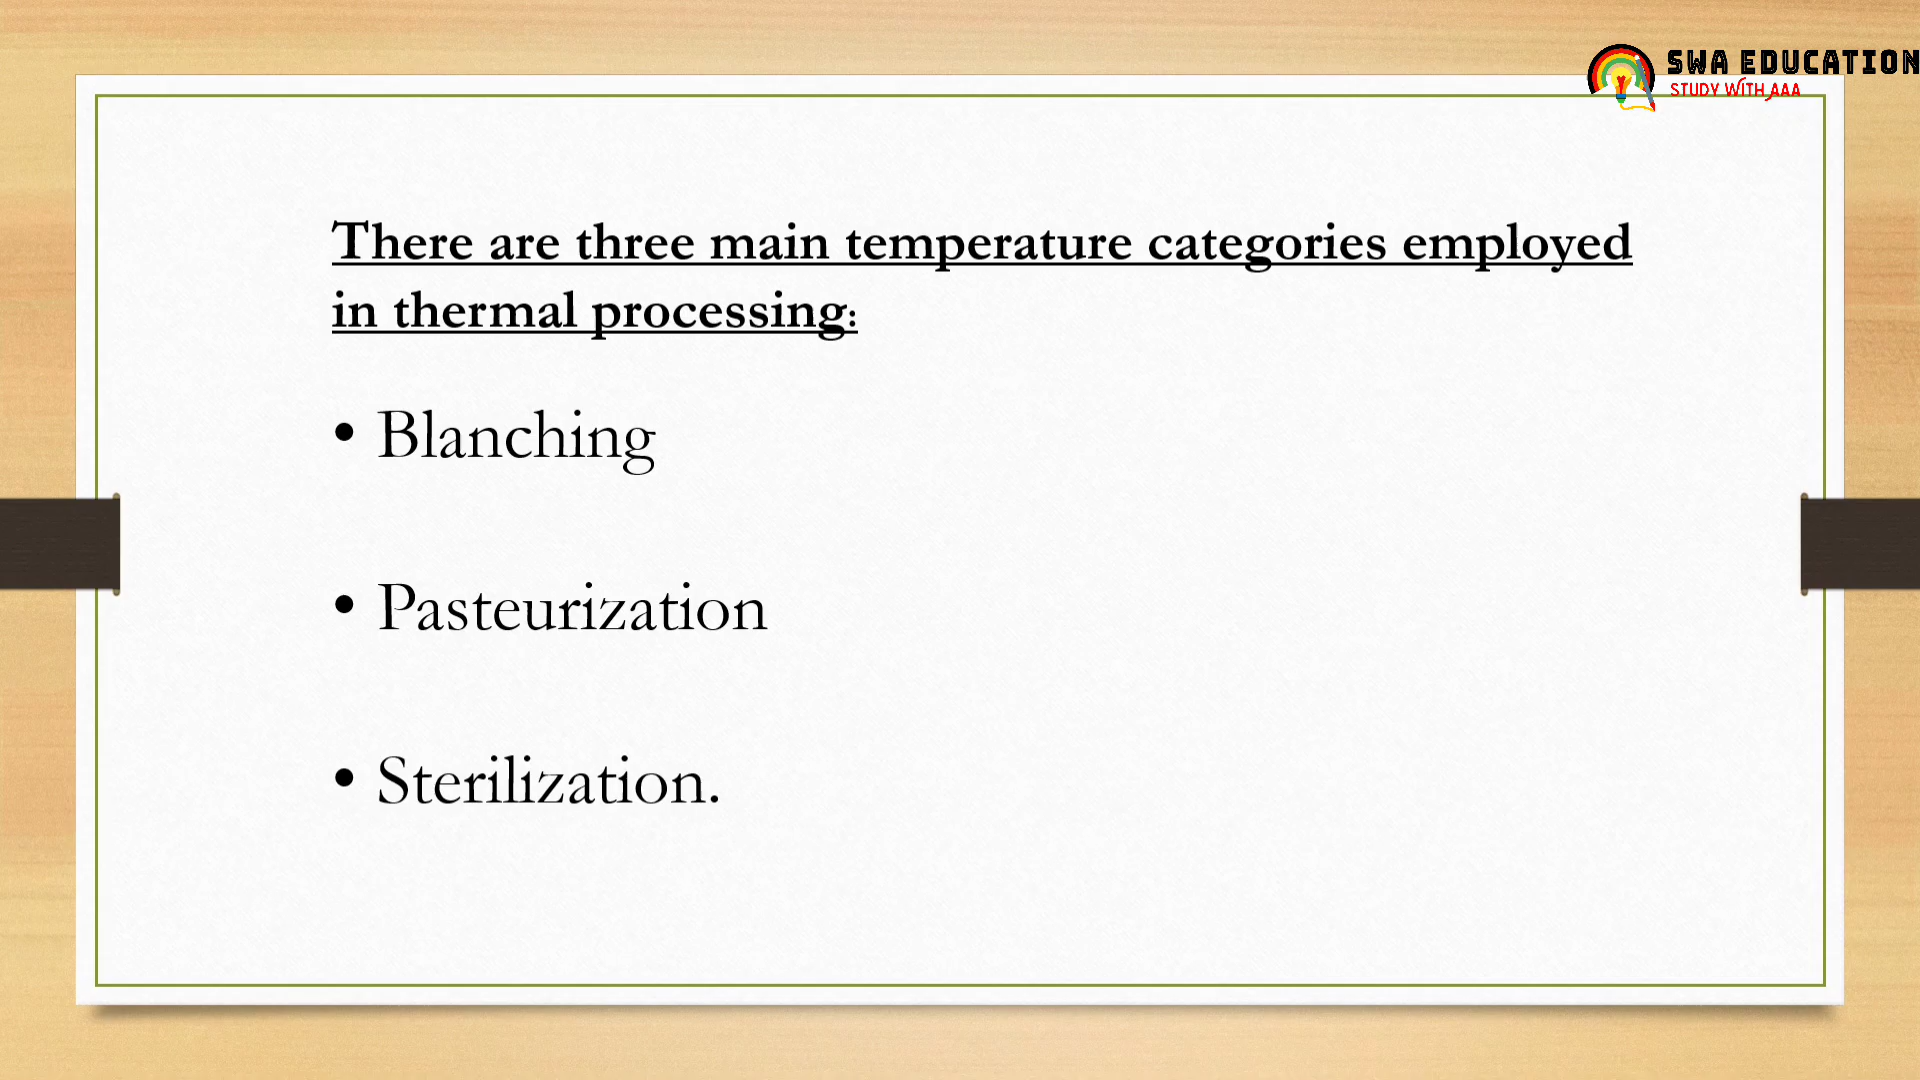 SWA EDUCATION
STUDY WITH AAA
There are three main temperature categories employed
in thermal processing:
• Blanching
• Pasteurization
• Sterilization.